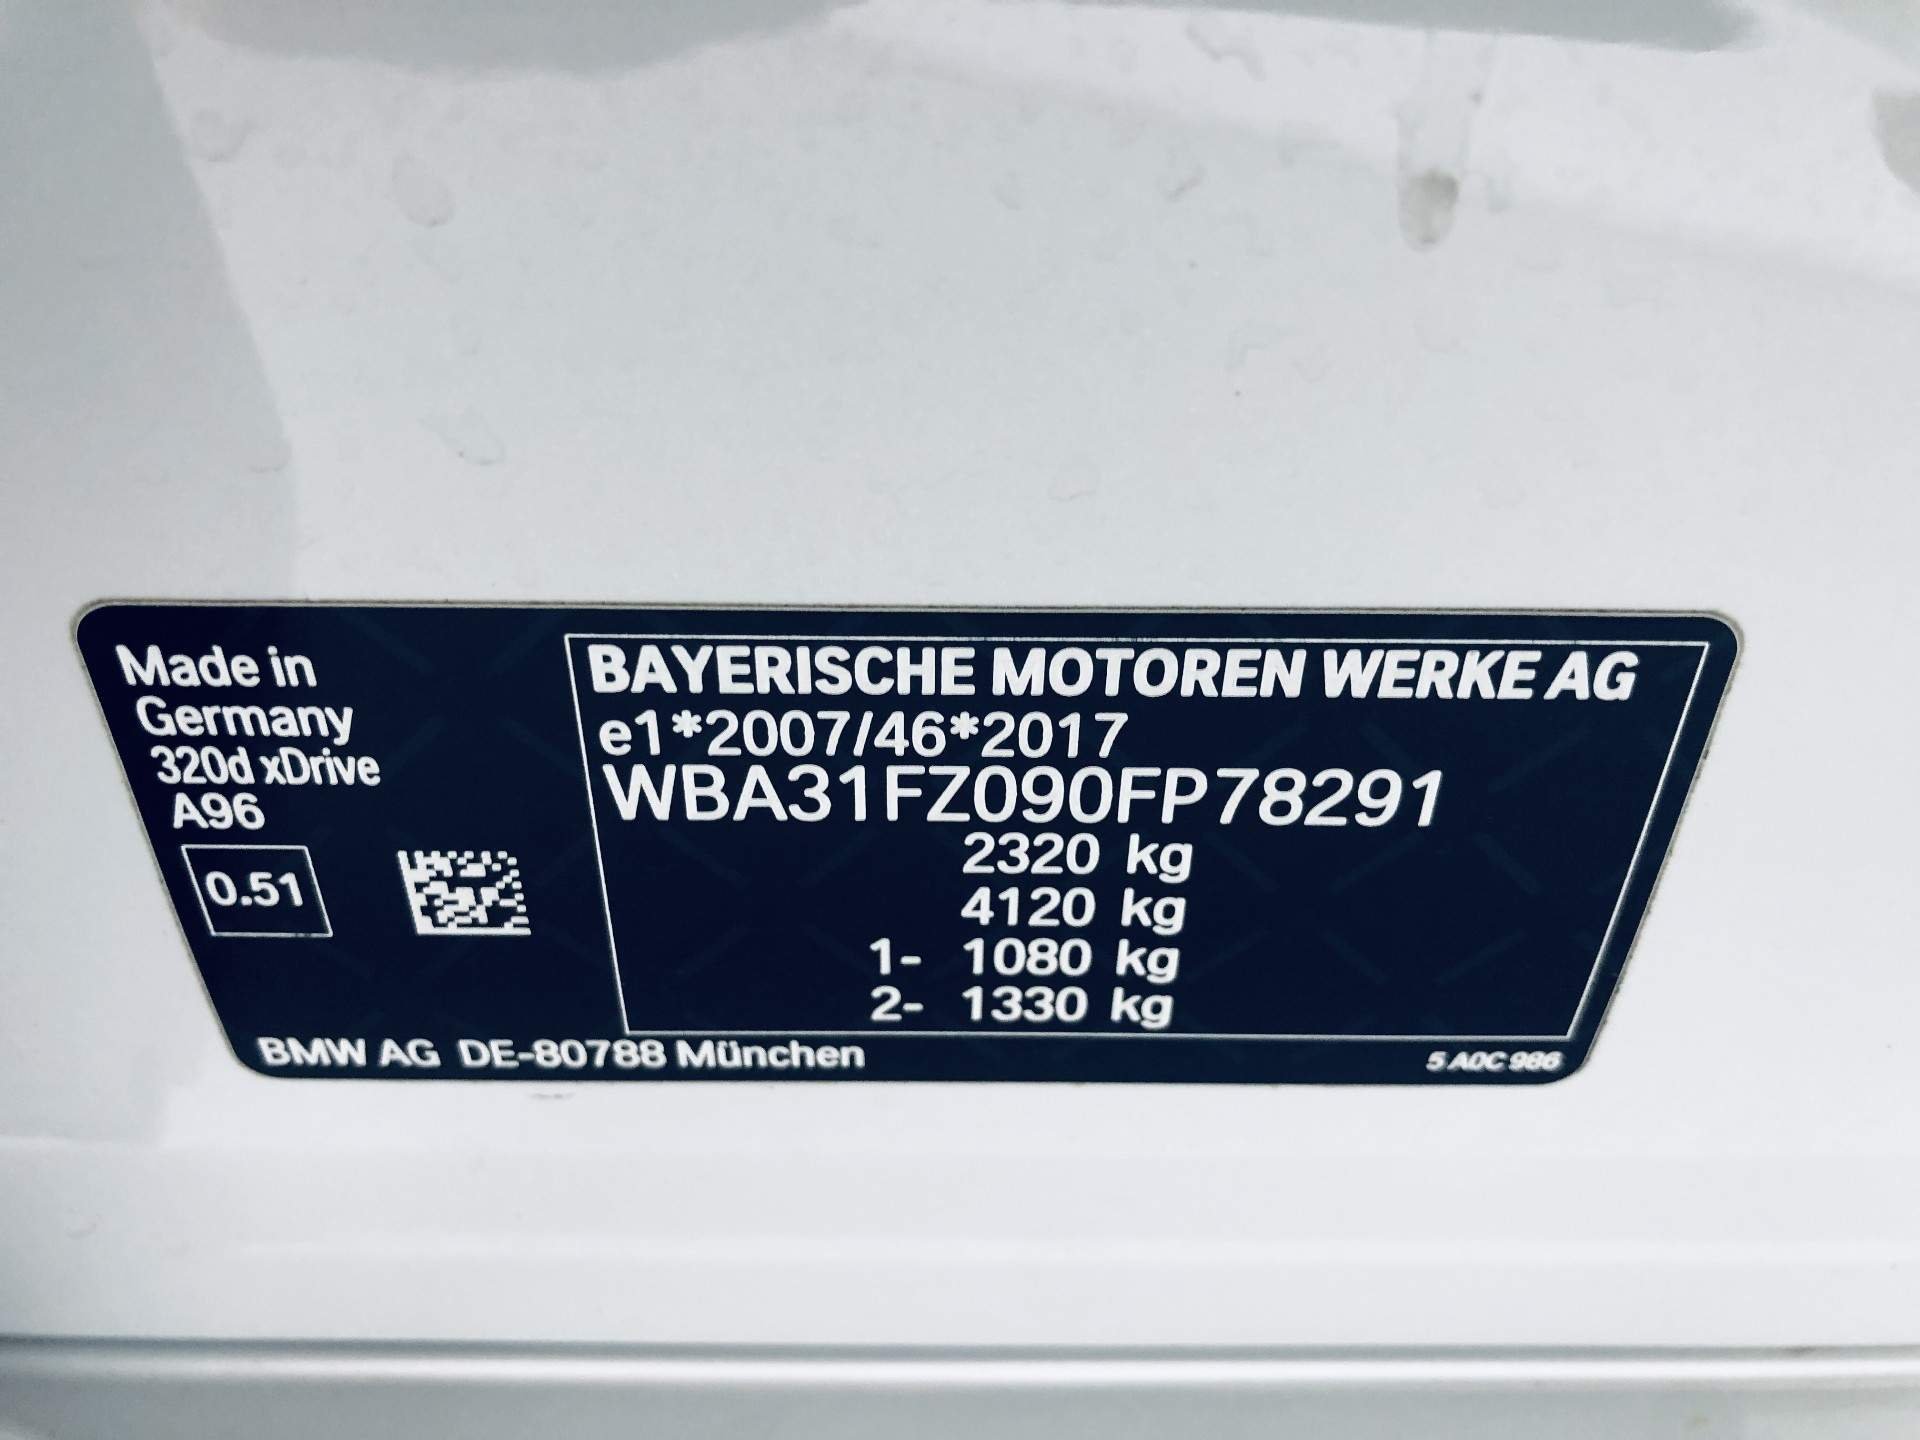 Made in
Germany
320d xDrive
A96
0.51
BAYERISCHE MOTOREN WERKE AG
e1*2007/46*2017
WBA31FZ090FP78291
2320 kg
4120 kg
1- 1080 kg
2- 1330 kg
BMW AG DE-80788 München
5 A0C 986